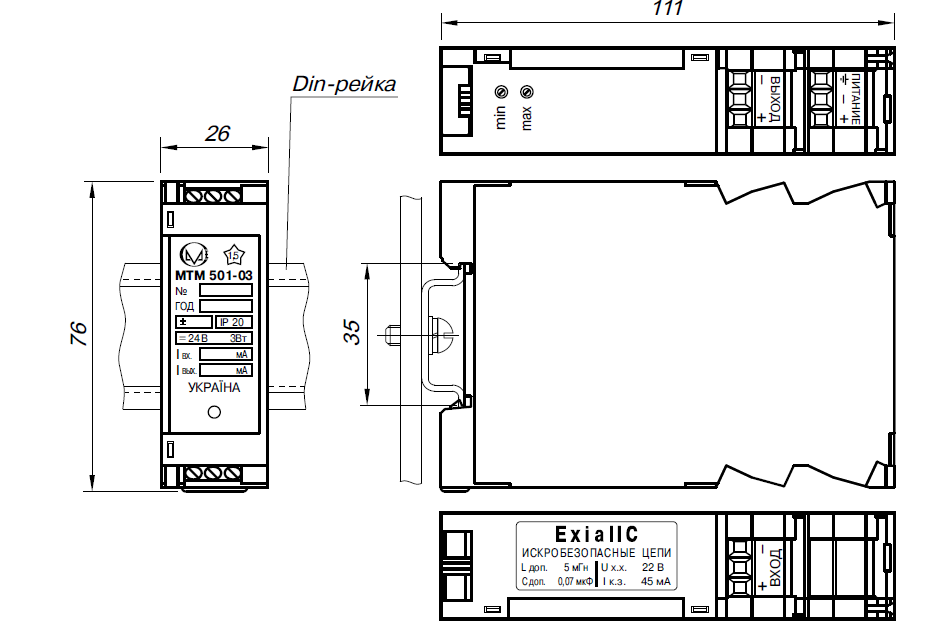 111
Din-рейка
26
76
35
15
МТМ 501-03
№
ГОД
± IP 20
= 24 В 3Вт
I ВХ. мА
I ВЫХ. мА
УКРАЇНА
min
max
− ВЫХОД +
ПИТАНИЕ
− +
ExiaIIC
ИСКРОБЕЗОПАСНЫЕ ЦЕПИ
L доп. 5 мГн U х.х. 22 В
С доп. 0,07 мкФ I к.з. 45 мА
− ВХОД +